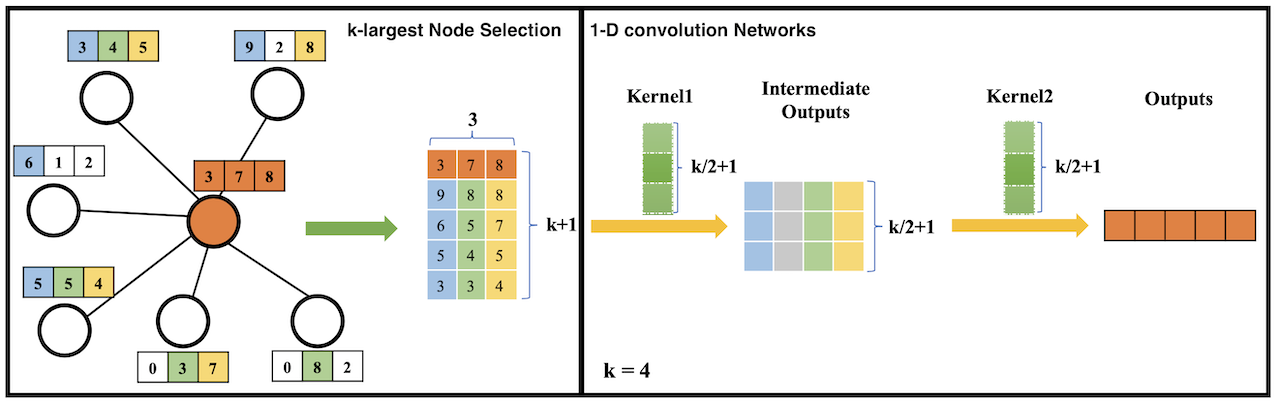 k-largest Node Selection
3 4 5
9 2 8
6 1 2
3 7 8
5 5 4
0 3 7
0 8 2
3
3 7 8
9 8 8
6 5 7
5 4 5
3 3 4
k+1
1-D convolution Networks
Kernel1
k/2+1
Intermediate
Outputs
k/2+1
Kernel2
k/2+1
Outputs
k = 4